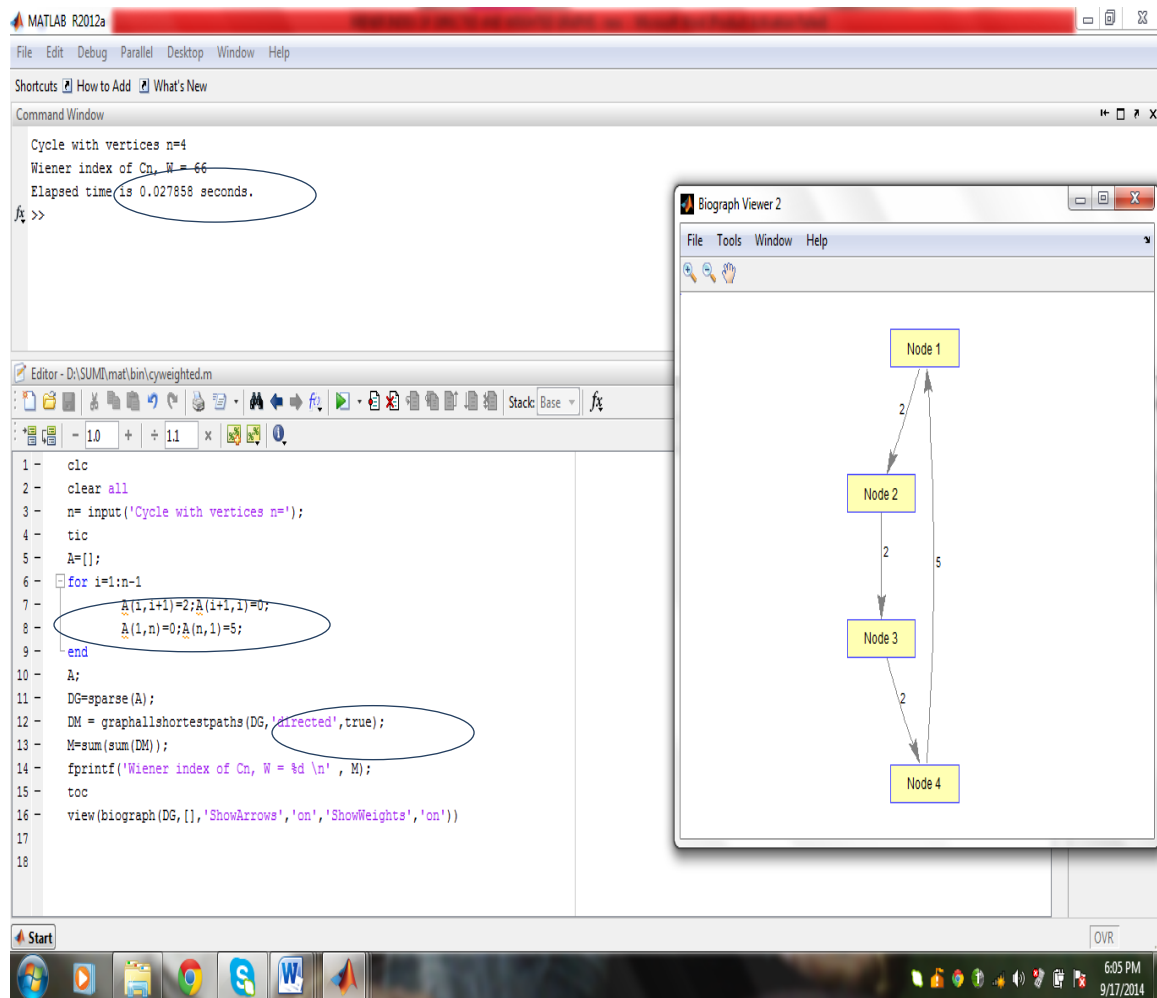 MATLAB R2012a
File Edit Debug Parallel Desktop Window Help
Shortcuts How to Add What's New
Command Window
Cycle with vertices n=4
Wiener index of Cn, W = 66
Elapsed time is 0.027858 seconds.
fx >>
Editor - D:\SUMI\mat\bin\cyweighted.m
Stack: Base fx
- 1.0 + ÷ 1.1 ×
1 - clc
2 - clear all
3 - n= input('Cycle with vertices n=');
4 - tic
5 - A=[];
6 - for i=1:n-1
7 - A(i,i+1)=2;A(i+1,i)=0;
8 - A(1,n)=0;A(n,1)=5;
9 - end
10 - A;
11 - DG=sparse(A);
12 - DM = graphallshortestpaths(DG,'directed',true);
13 - M=sum(sum(DM));
14 - fprintf('Wiener index of Cn, W = %d \n' , M);
15 - toc
16 - view(biograph(DG,[],'ShowArrows','on','ShowWeights','on'))
17
18
Biograph Viewer 2
File Tools Window Help
Node 1
2
Node 2
2
5
Node 3
2
Node 4
Start
OVR
6:05 PM
9/17/2014